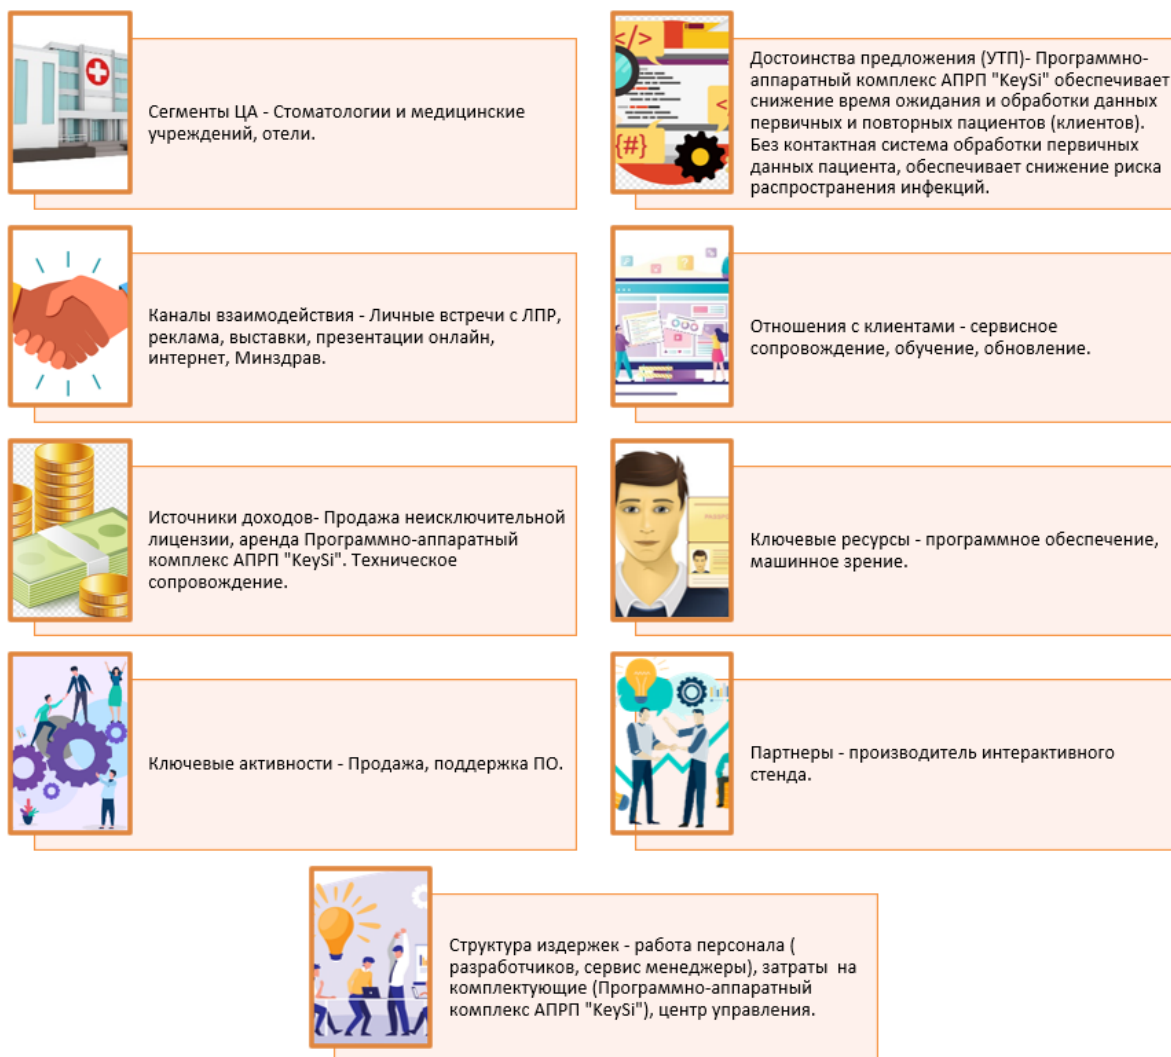 Сегменты ЦА - Стоматологии и медицинские
учреждений, отели.
</>
{#}
Достоинства предложения (УТП)- Программно-
аппаратный комплекс АПРП "KeySi" обеспечивает
снижение время ожидания и обработки данных
первичных и повторных пациентов (клиентов).
Без контактная система обработки первичных
данных пациента, обеспечивает снижение риска
распространения инфекций.
Каналы взаимодействия - Личные встречи с ЛПР,
реклама, выставки, презентации онлайн,
интернет, Минздрав.
Отношения с клиентами - сервисное
сопровождение, обучение, обновление.
Источники доходов- Продажа неисключительной
лицензии, аренда Программно-аппаратный
комплекс АПРП "KeySi". Техническое
сопровождение.
Ключевые ресурсы - программное обеспечение,
машинное зрение.
Ключевые активности - Продажа, поддержка ПО.
Партнеры - производитель интерактивного
стенда.
Структура издержек - работа персонала (
разработчиков, сервис менеджеры), затраты  на
комплектующие (Программно-аппаратный
комплекс АПРП "KeySi"), центр управления.